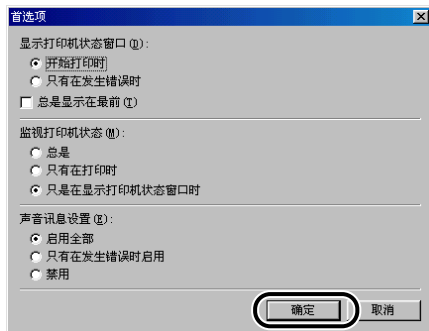 首选项
显示打印机状态窗口(D):
开始打印时
只有在发生错误时
总是显示在最前(T)
监视打印机状态(M):
总是
只有在打印时
只是在显示打印机状态窗口时
声音讯息设置(E):
启用全部
只有在发生错误时启用
禁用
确定 取消